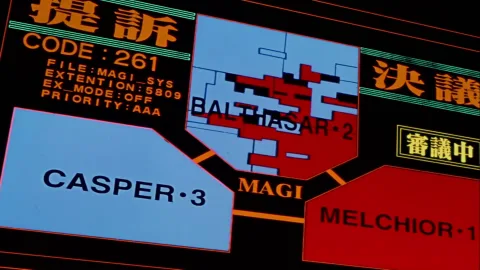 提訴
決議
CODE : 261
FILE:MAGI_SYS
EXTENTION:5809
EX_MODE:OFF
PRIORITY:AAA
BALTHASAR・2
審議中
CASPER・3
MAGI
MELCHIOR・1